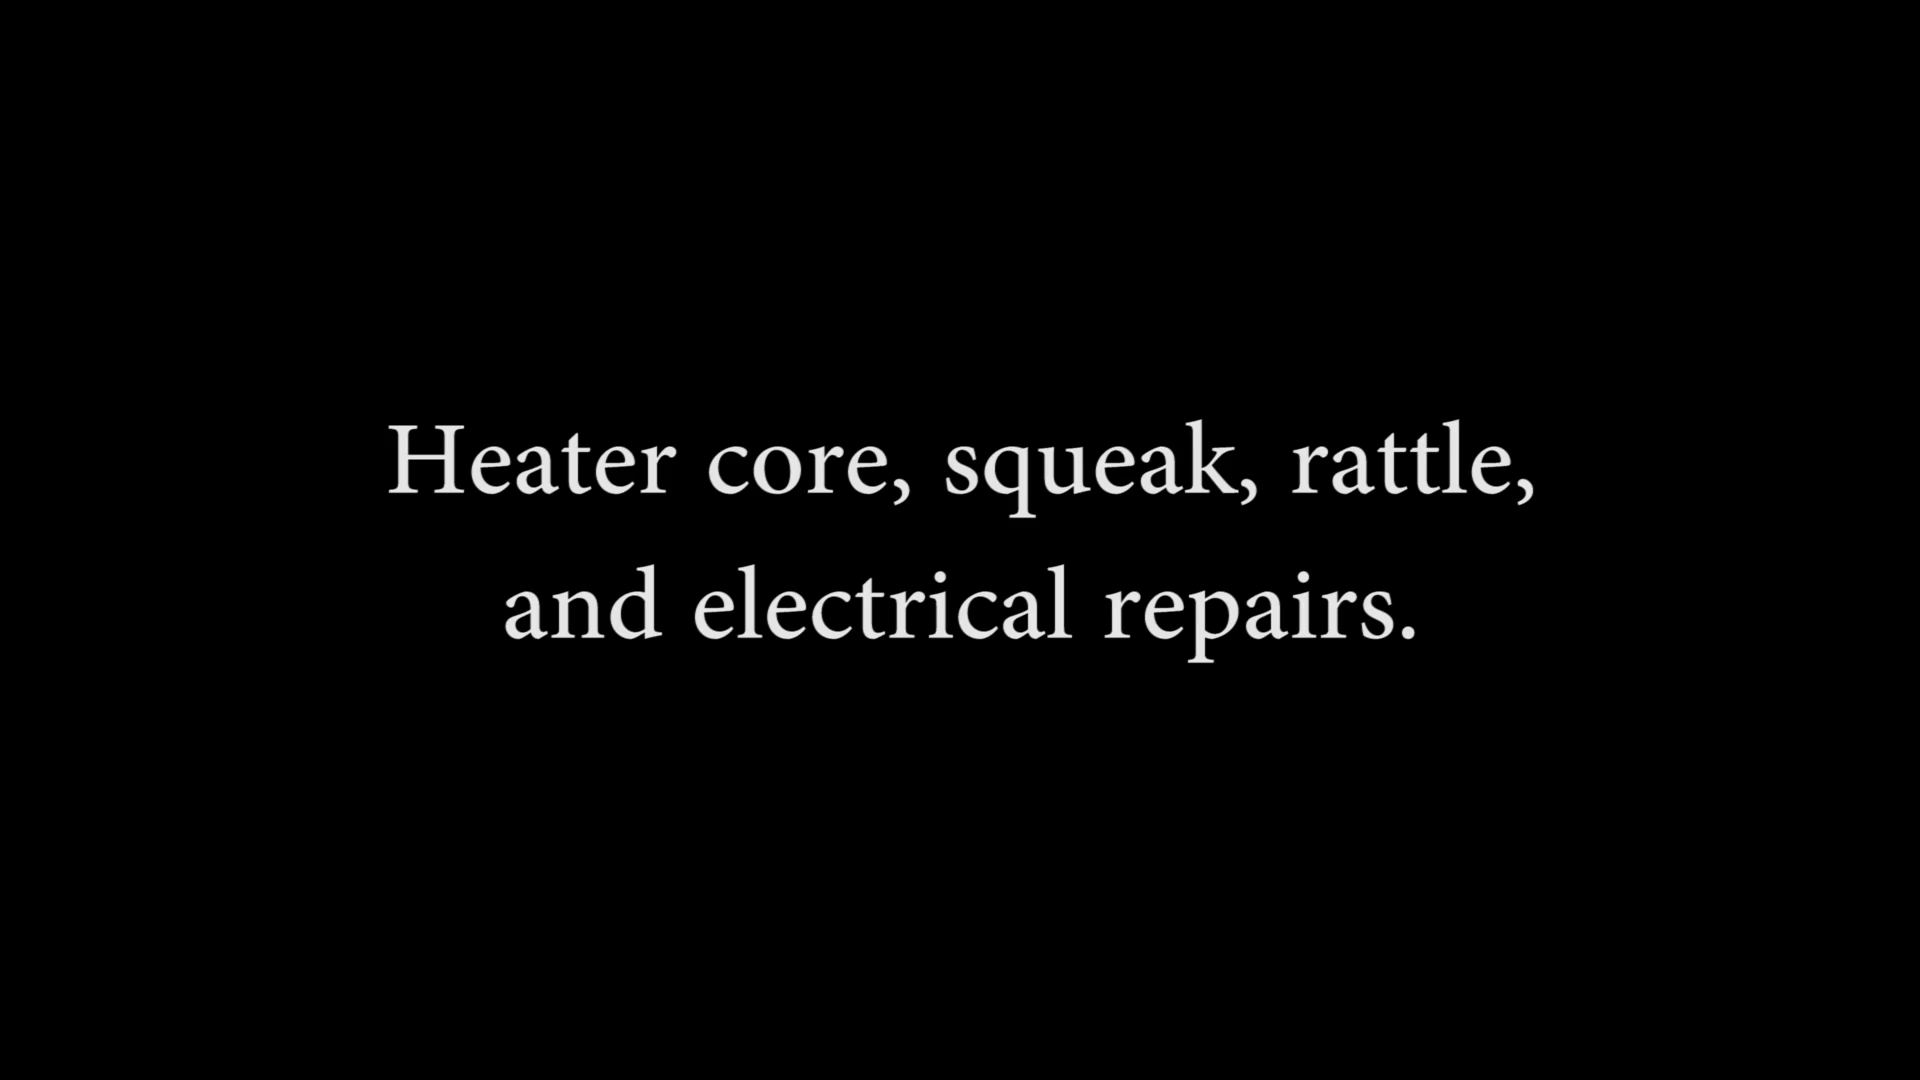 Heater core, squeak, rattle,
and electrical repairs.